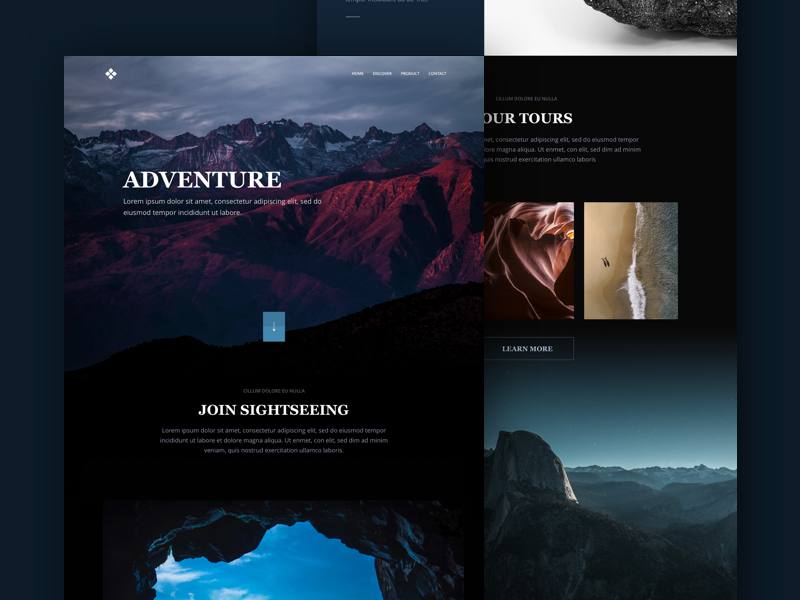 HOME DISCOVER PRODUCT CONTACT
ADVENTURE
Lorem ipsum dolor sit amet, consectetur adipiscing elit, sed do
eiusmod tempor incididunt ut labore.
CILLUM DOLORE EU NULLA
JOIN SIGHTSEEING
Lorem ipsum dolor sit amet, consectetur adipiscing elit, sed do eiusmod tempor
incididunt ut labore et dolore magna aliqua. Ut enmet, con elit, sed dim ad minim
veniam, quis nostrud exercitation ullamco laboris.
CILLUM DOLORE EU NULLA
OUR TOURS
consectetur adipiscing elit, sed do eiusmod tempor
magna aliqua. Ut enmet, con elit, sed dim ad minim
quis nostrud exercitation ullamco laboris
LEARN MORE